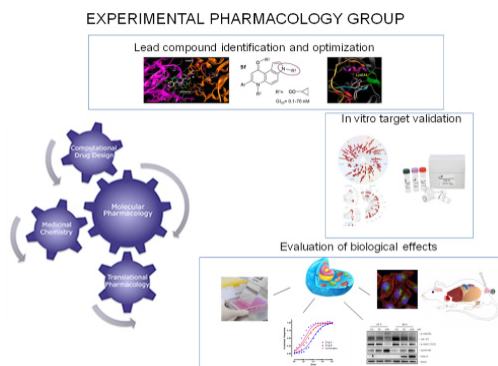 EXPERIMENTAL PHARMACOLOGY GROUP
Lead compound identification and optimization
In vitro target validation
Computational
Drug Design
Molecular
Pharmacology
Medicinal
Chemistry
Translational
Pharmacology
Evaluation of biological effects